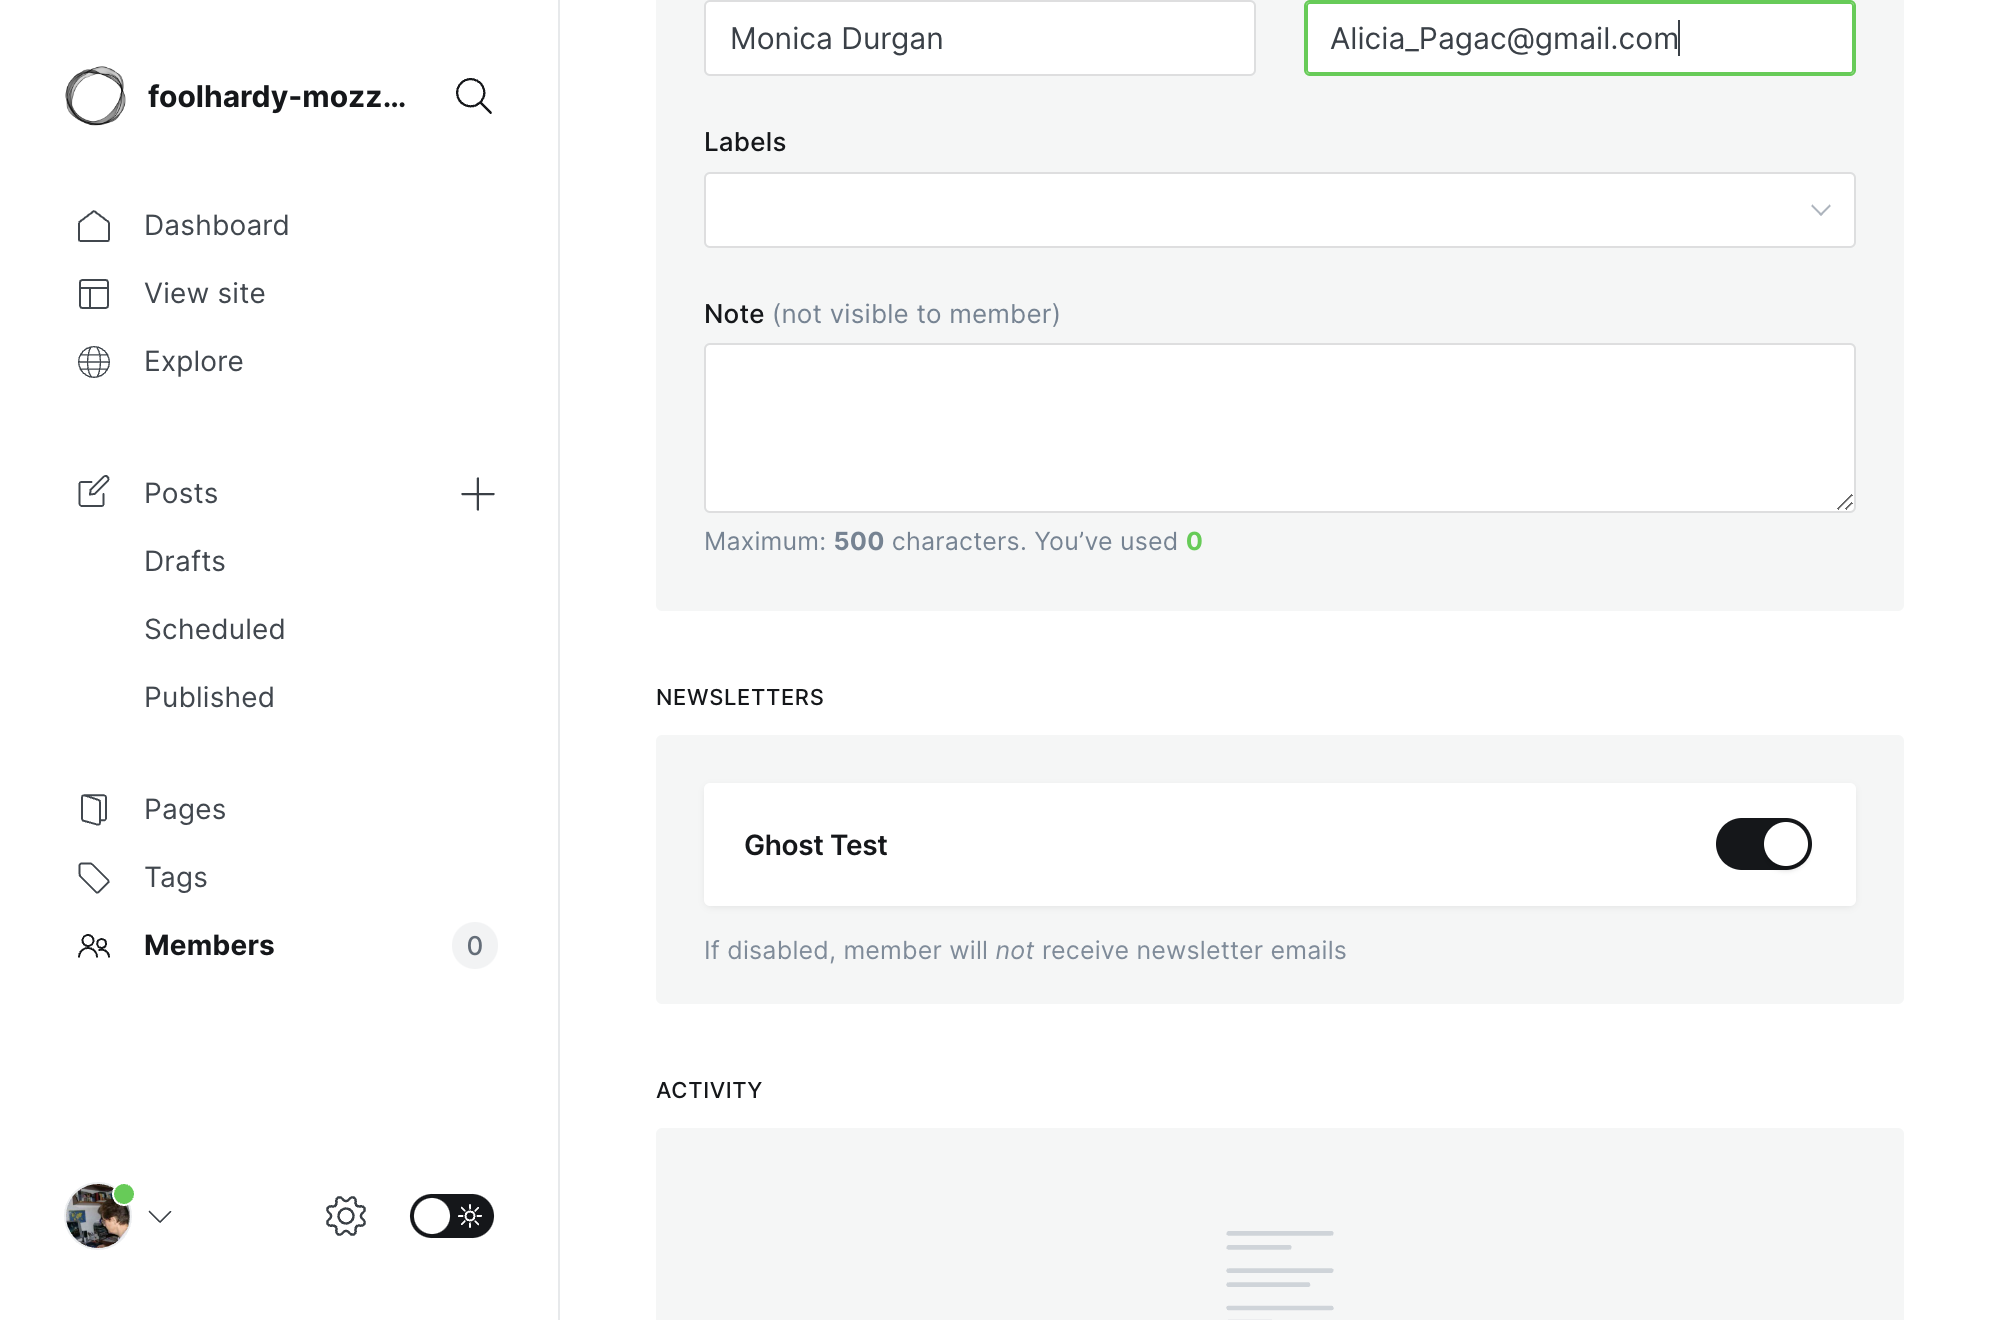 foolhardy-mozz...
Dashboard
View site
Explore
Posts
Drafts
Scheduled
Published
Pages
Tags
Members
0
Monica Durgan
Alicia_Pagac@gmail.com
Labels
Note (not visible to member)
Maximum: 500 characters. You’ve used 0
NEWSLETTERS
Ghost Test
If disabled, member will not receive newsletter emails
ACTIVITY